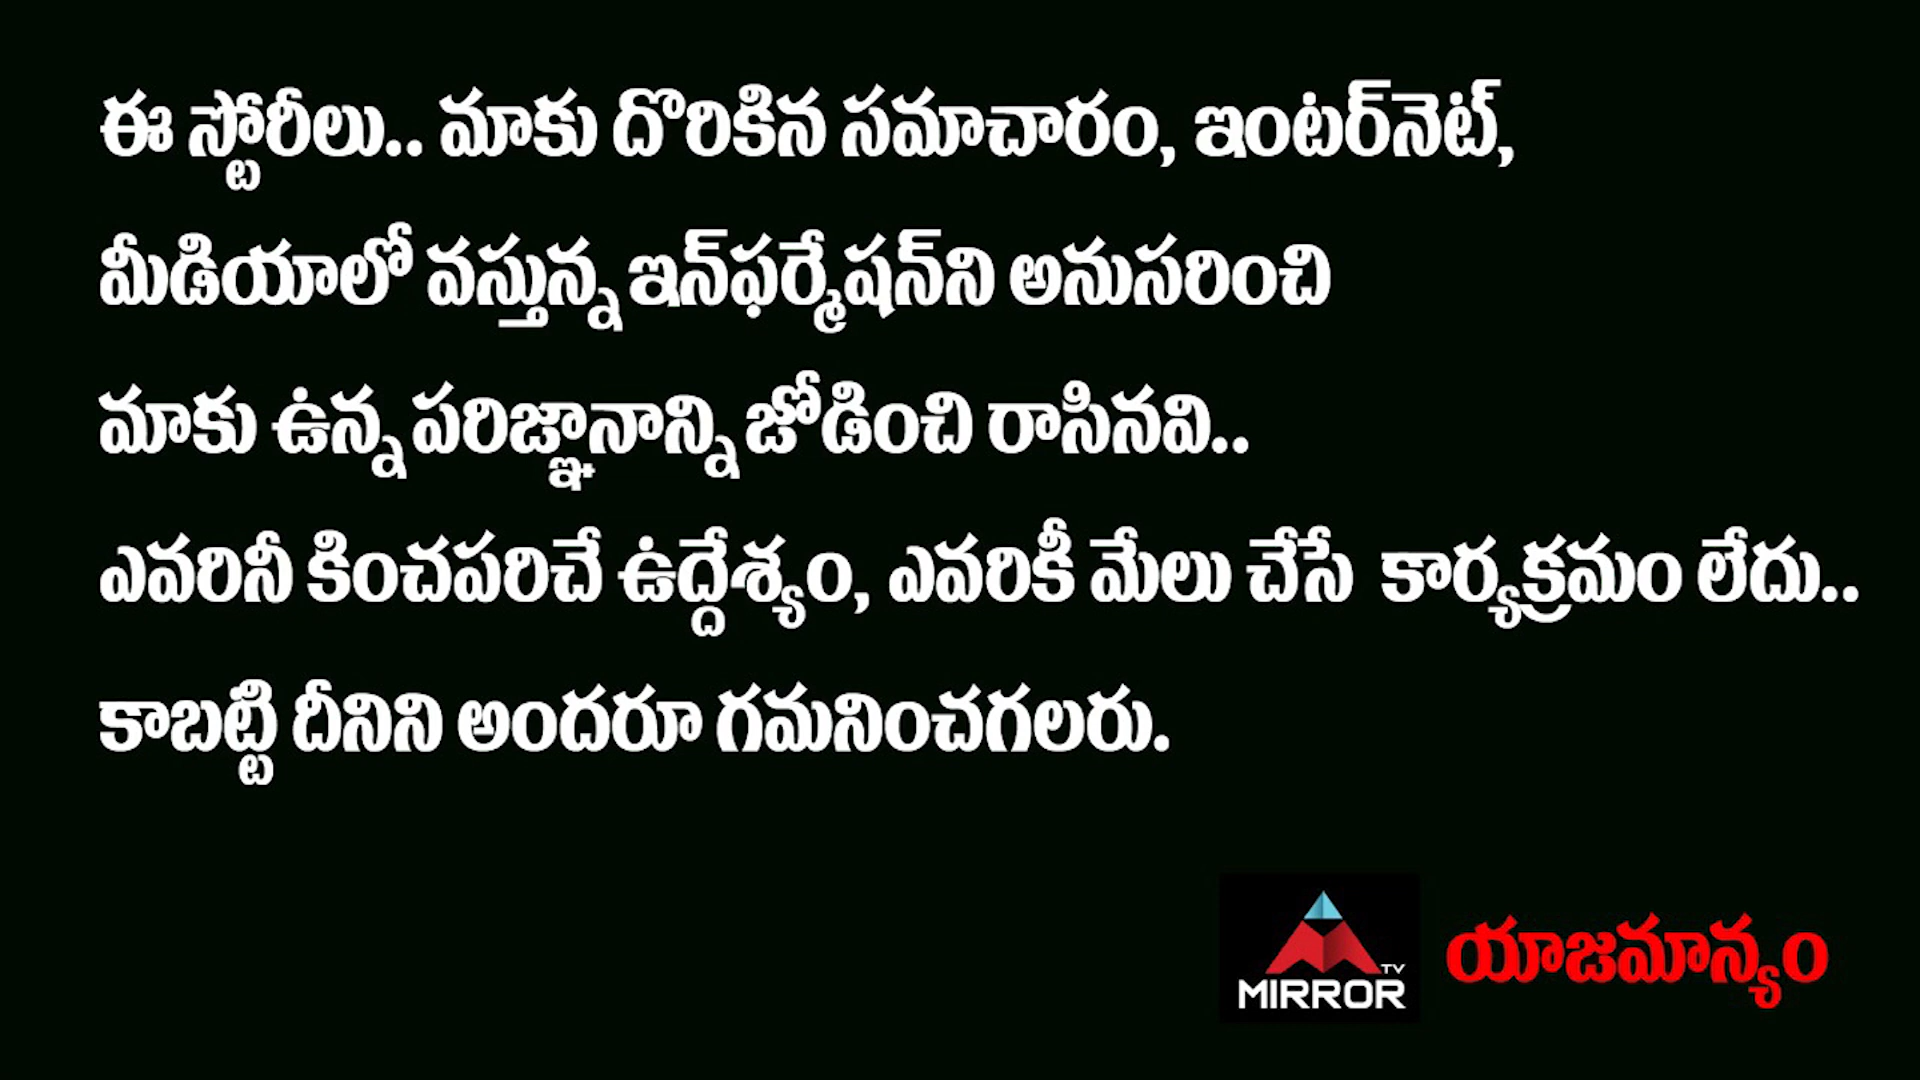 ఈ స్టోరీలు.. మాకు దొరికిన సమాచారం, ఇంటర్‌నెట్,
మీడియాలో వస్తున్న ఇన్‌ఫర్మేషన్‌ని అనుసరించి
మాకు ఉన్న పరిజ్ఞానాన్ని జోడించి రాసినవి..
ఎవరినీ కించపరిచే ఉద్దేశ్యం, ఎవరికీ మేలు చేసే కార్యక్రమం లేదు..
కాబట్టి దీనిని అందరూ గమనించగలరు.
TV
MIRROR
యాజమాన్యం